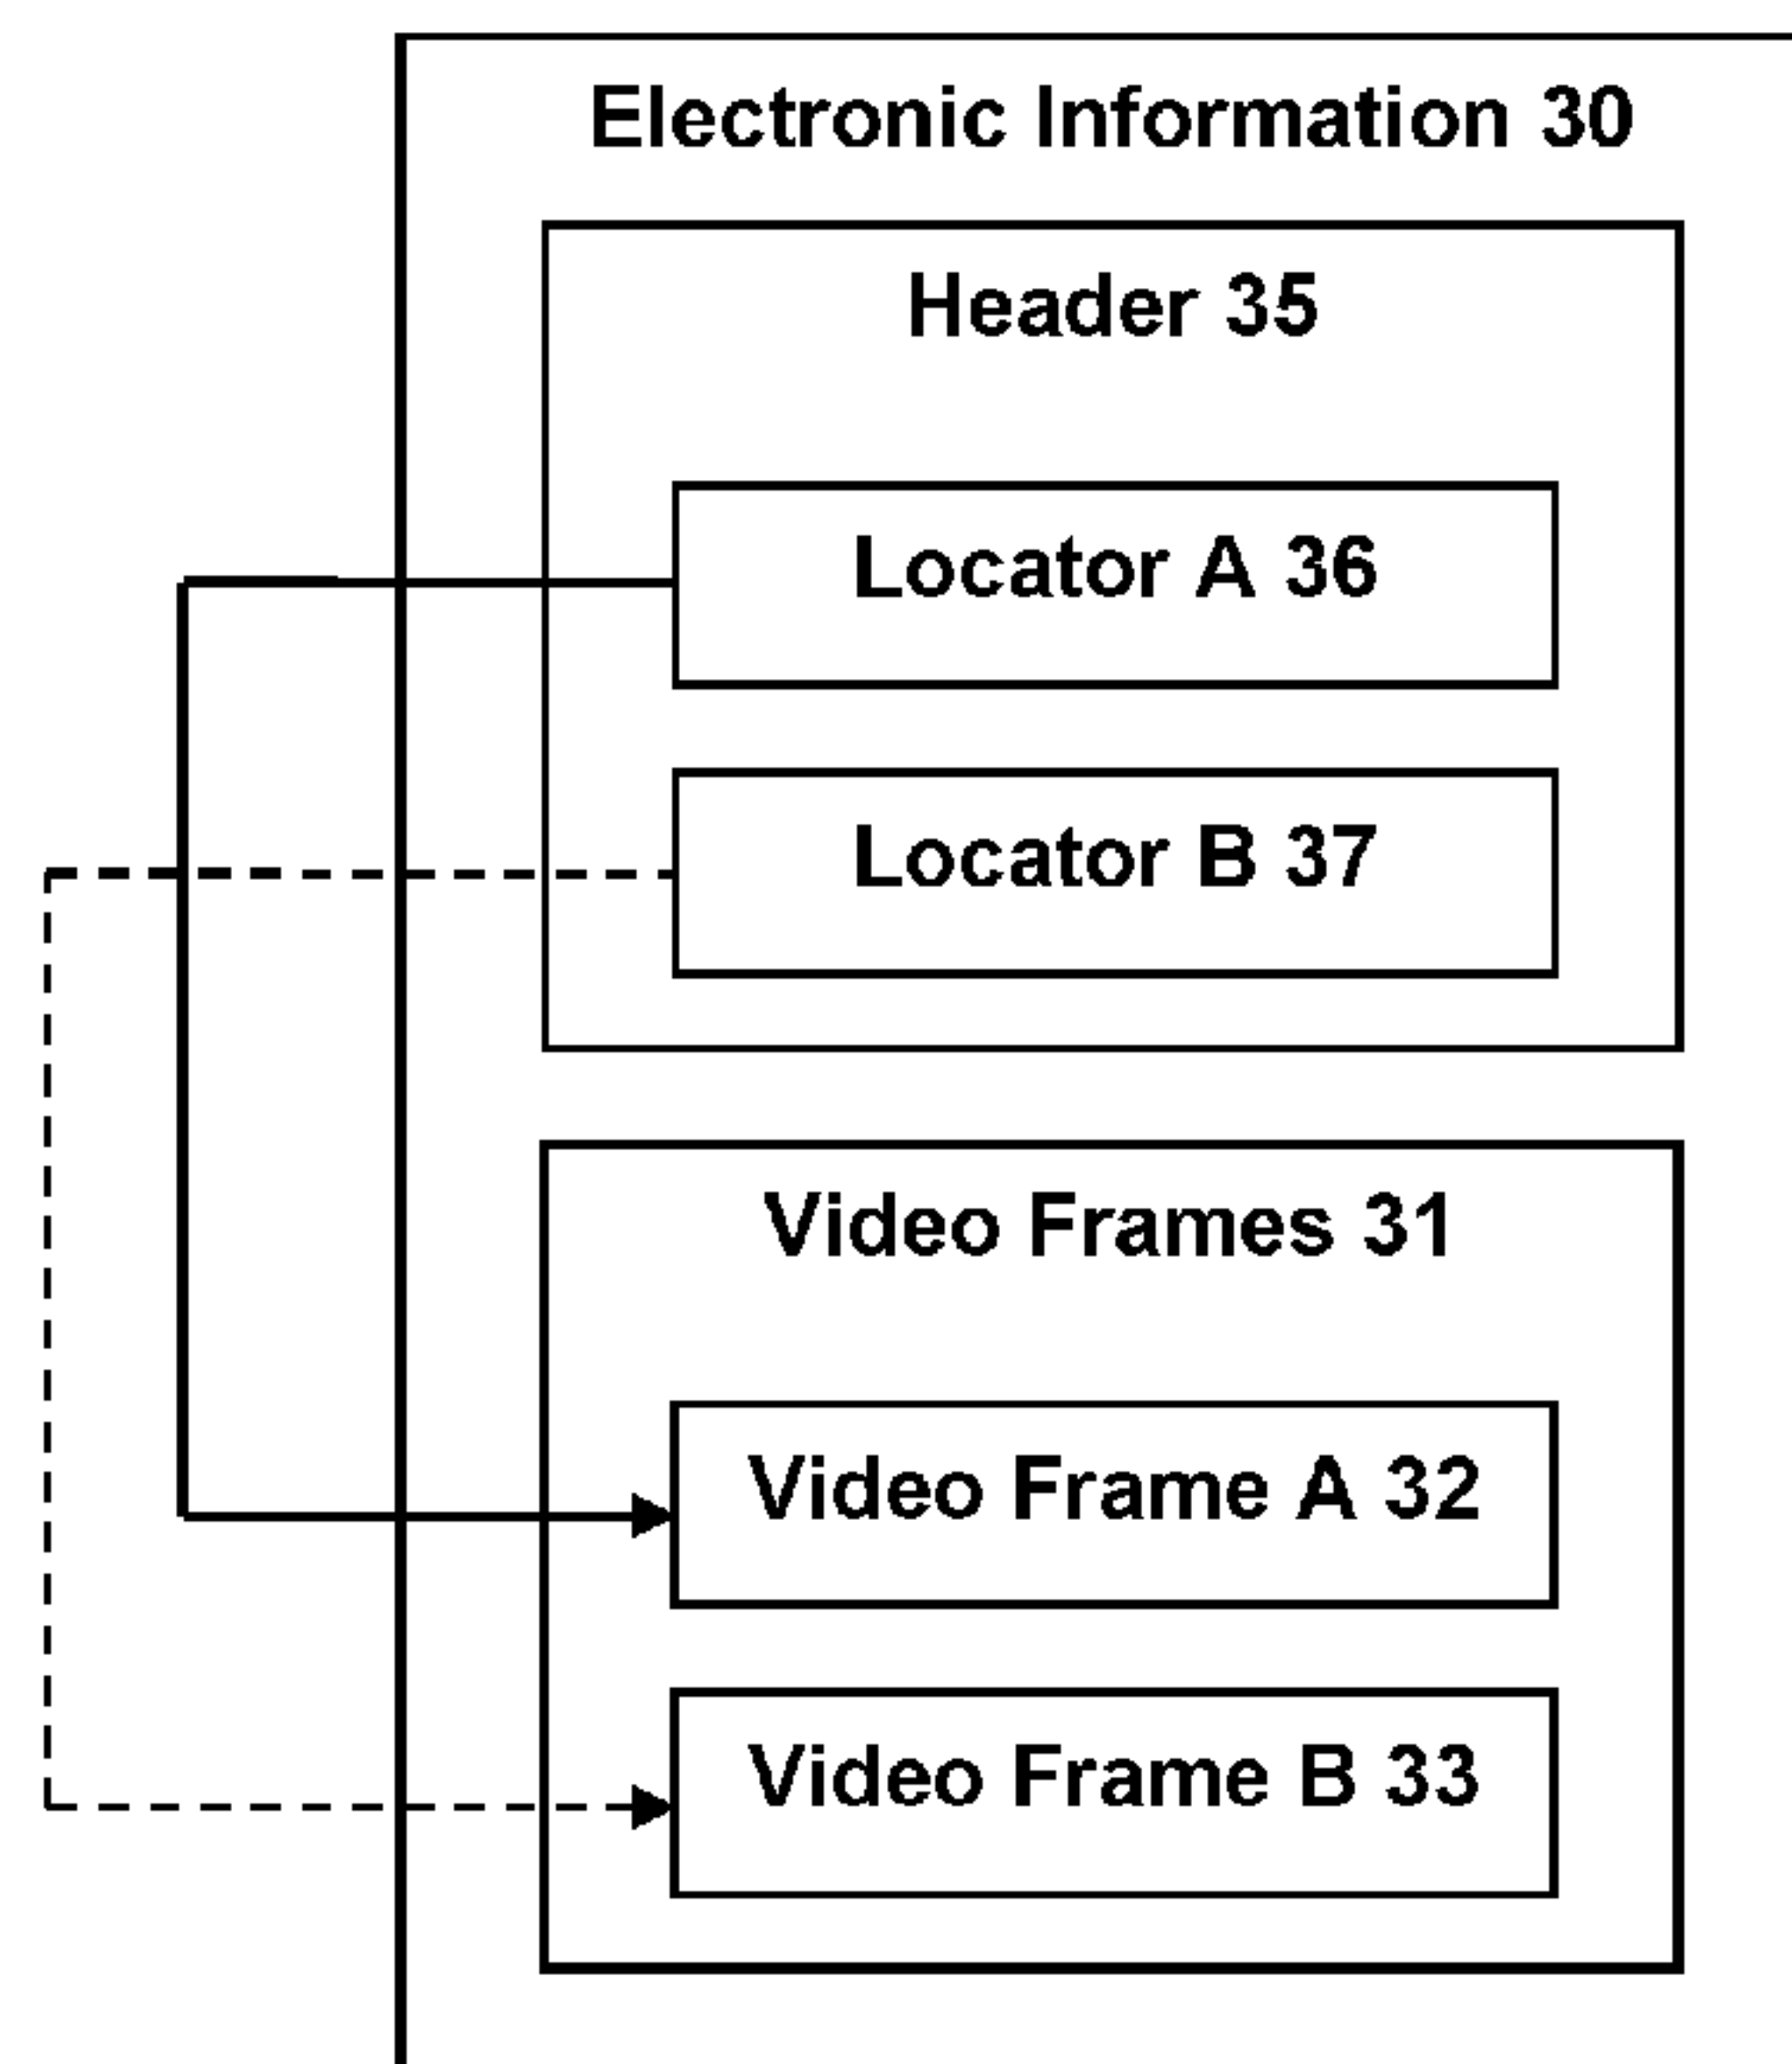 Electronic Information 30
Header 35
Locator A 36
Locator B 37
Video Frames 31
Video Frame A 32
Video Frame B 33